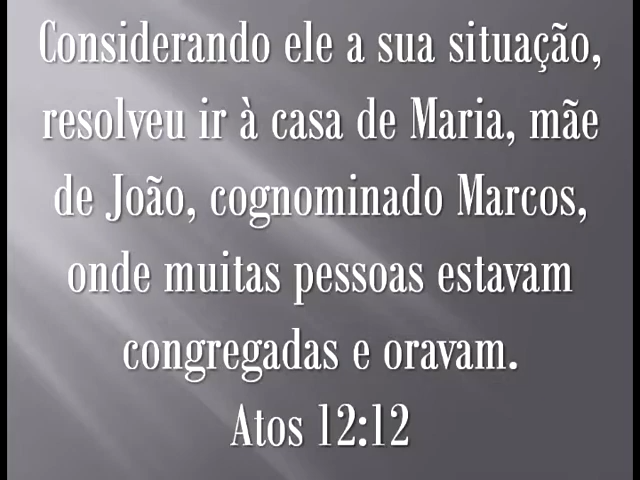 Considerando ele a sua situação,
resolveu ir à casa de Maria, mãe
de João, cognominado Marcos,
onde muitas pessoas estavam
congregadas e oravam.
Atos 12:12